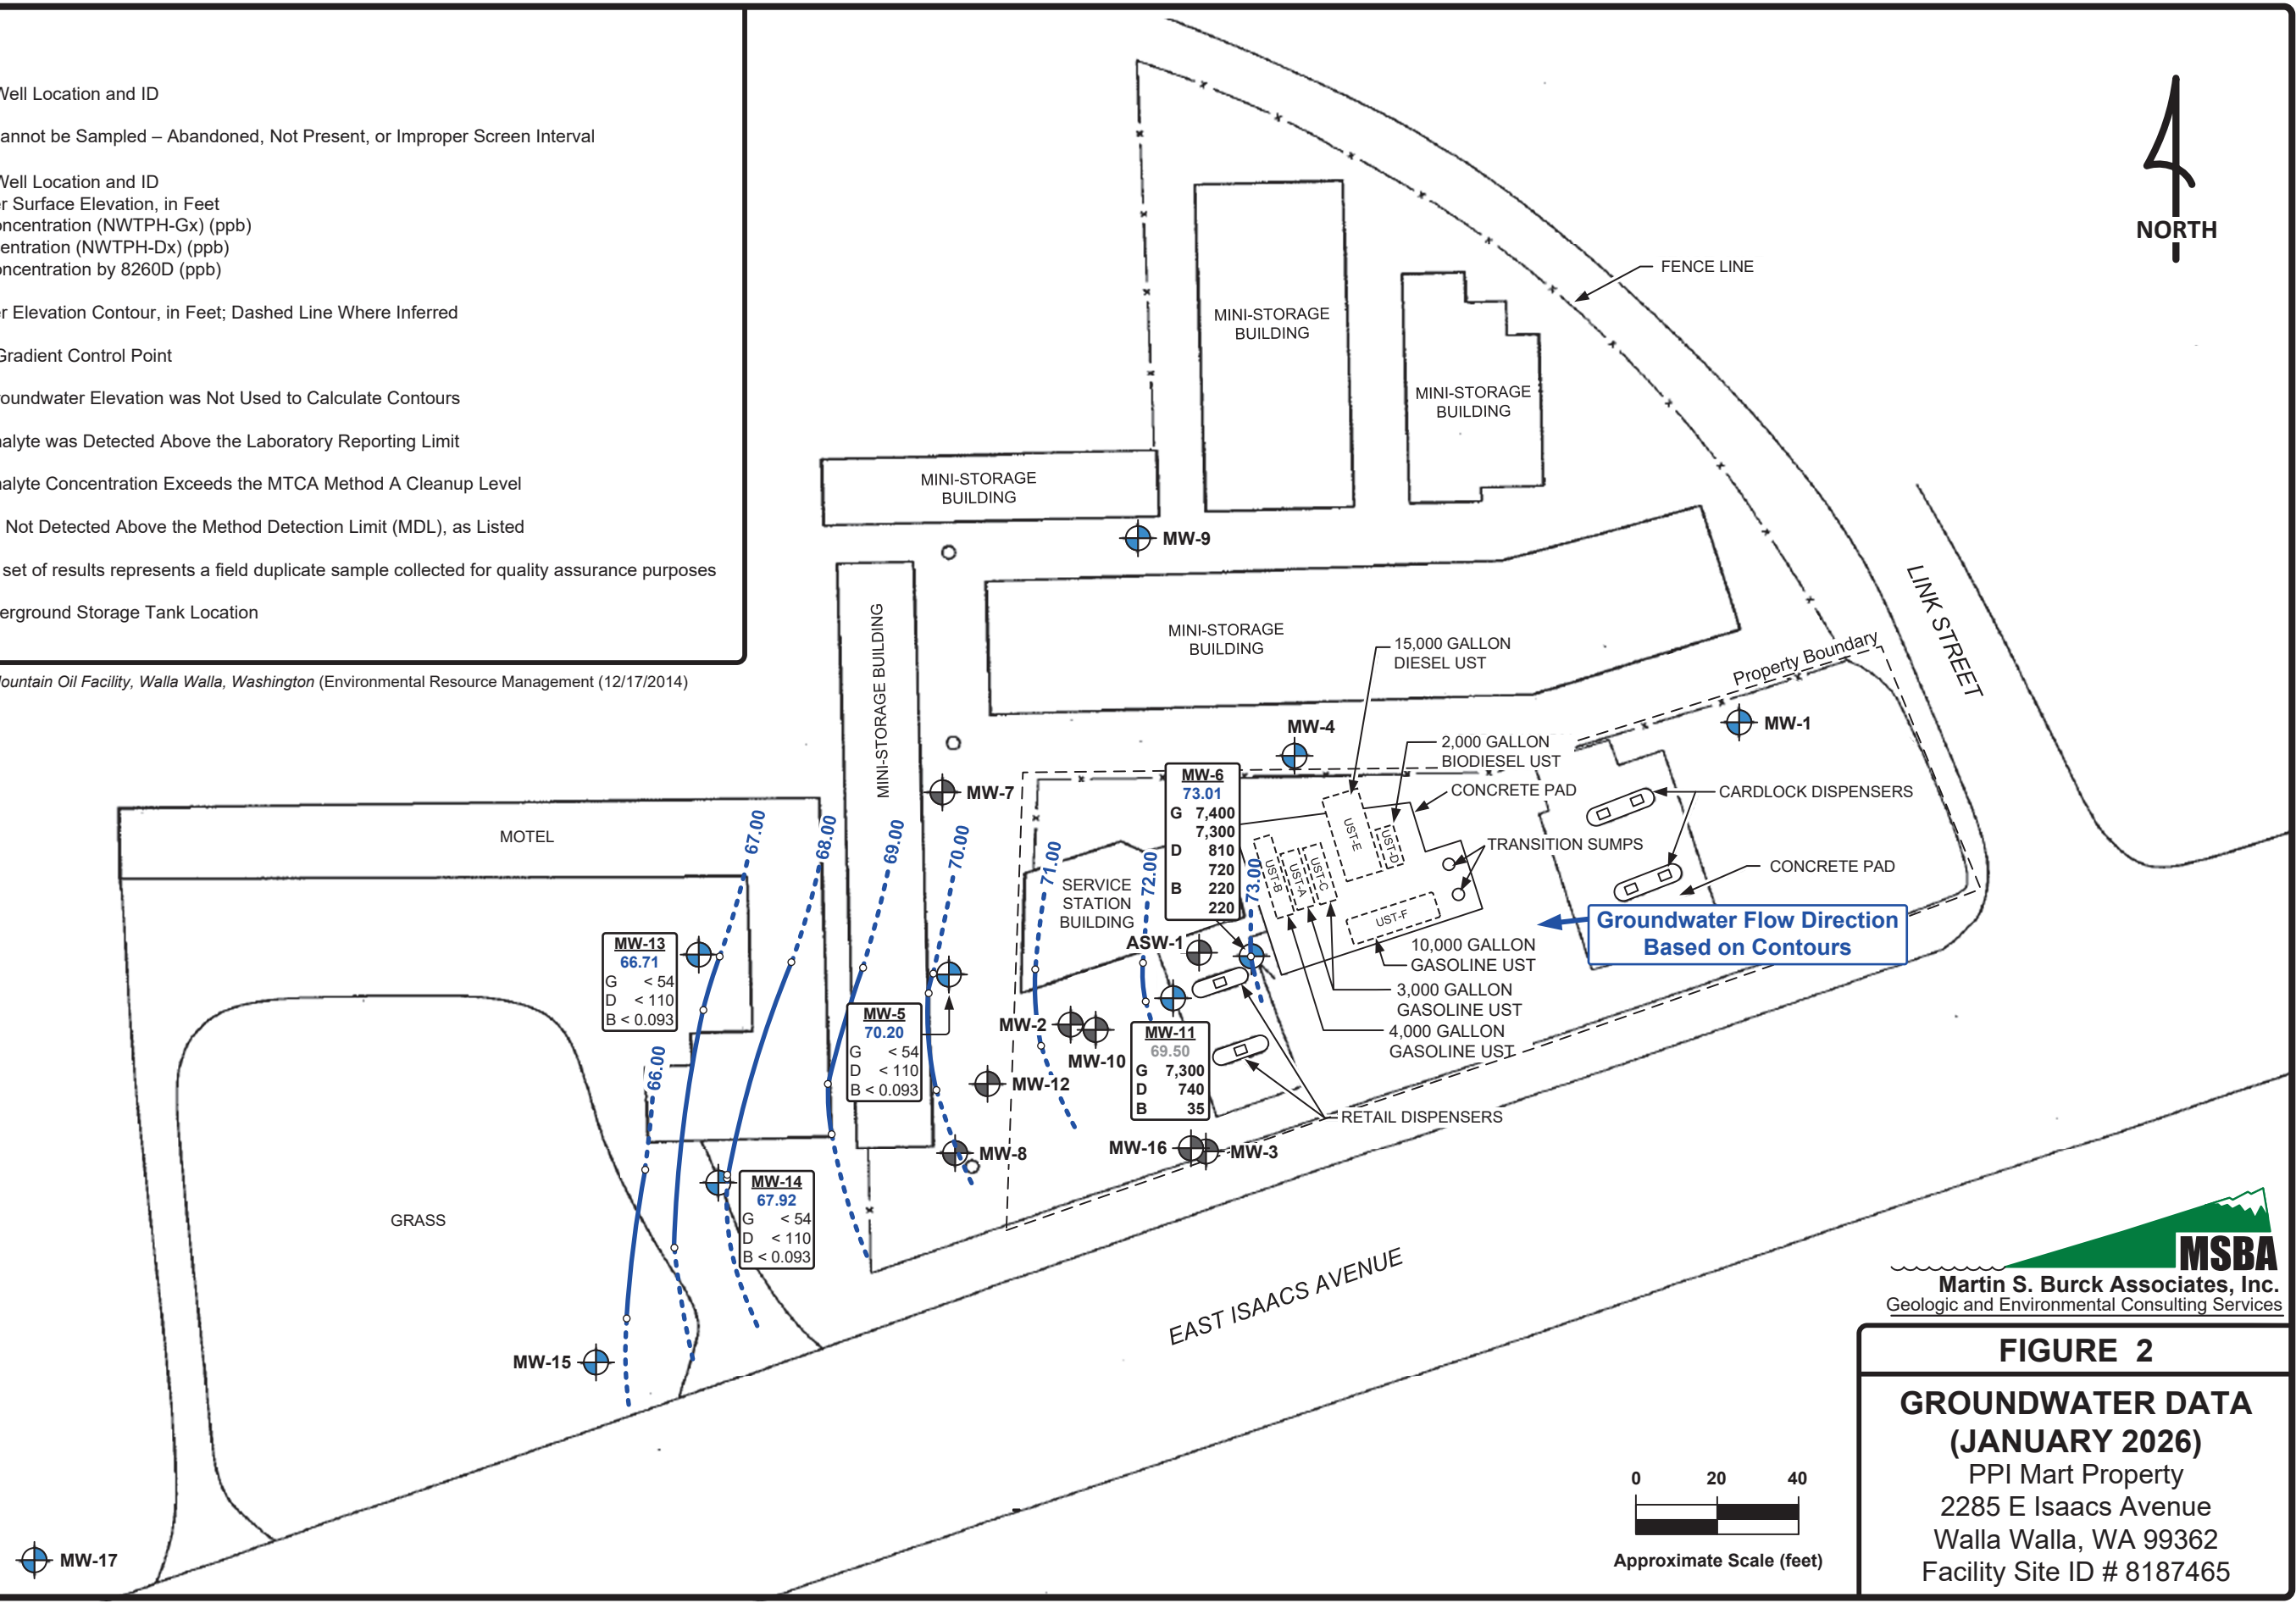 Well Location and ID
annot be Sampled – Abandoned, Not Present, or Improper Screen Interval
Well Location and ID
er Surface Elevation, in Feet
oncentration (NWTPH-Gx) (ppb)
entration (NWTPH-Dx) (ppb)
oncentration by 8260D (ppb)
er Elevation Contour, in Feet; Dashed Line Where Inferred
Gradient Control Point
roundwater Elevation was Not Used to Calculate Contours
nalyte was Detected Above the Laboratory Reporting Limit
nalyte Concentration Exceeds the MTCA Method A Cleanup Level
Not Detected Above the Method Detection Limit (MDL), as Listed
set of results represents a field duplicate sample collected for quality assurance purposes
erground Storage Tank Location
ountain Oil Facility, Walla Walla, Washington (Environmental Resource Management (12/17/2014)
NORTH
FENCE LINE
MINI-STORAGE
BUILDING
MINI-STORAGE
BUILDING
MINI-STORAGE
BUILDING
MW-9
LINK STREET
MINI-STORAGE BUILDING
MINI-STORAGE
BUILDING
15,000 GALLON
DIESEL UST
Property Boundary
MW-1
MW-4
2,000 GALLON
BIODIESEL UST
MW-7
CONCRETE PAD
CARDLOCK DISPENSERS
MW-6
73.01
G 7,400
7,300
D 810
720
B 220
220
UST-E
UST-D
UST-B
UST-A
UST-C
UST-F
TRANSITION SUMPS
CONCRETE PAD
MOTEL
67.00
68.00
69.00
70.00
71.00
72.00
73.00
SERVICE
STATION
BUILDING
Groundwater Flow Direction
Based on Contours
ASW-1
10,000 GALLON
GASOLINE UST
3,000 GALLON
GASOLINE UST
4,000 GALLON
GASOLINE UST
MW-13
66.71
G < 54
D < 110
B < 0.093
MW-5
70.20
G < 54
D < 110
B < 0.093
MW-2
MW-10
MW-11
69.50
G 7,300
D 740
B 35
66.00
MW-12
RETAIL DISPENSERS
MW-8
MW-16
MW-3
MW-14
67.92
G < 54
D < 110
B < 0.093
GRASS
EAST ISAACS AVENUE
MW-15
MW-17
0 20 40
Approximate Scale (feet)
MSBA
Martin S. Burck Associates, Inc.
Geologic and Environmental Consulting Services
FIGURE 2
GROUNDWATER DATA
(JANUARY 2026)
PPI Mart Property
2285 E Isaacs Avenue
Walla Walla, WA 99362
Facility Site ID # 8187465